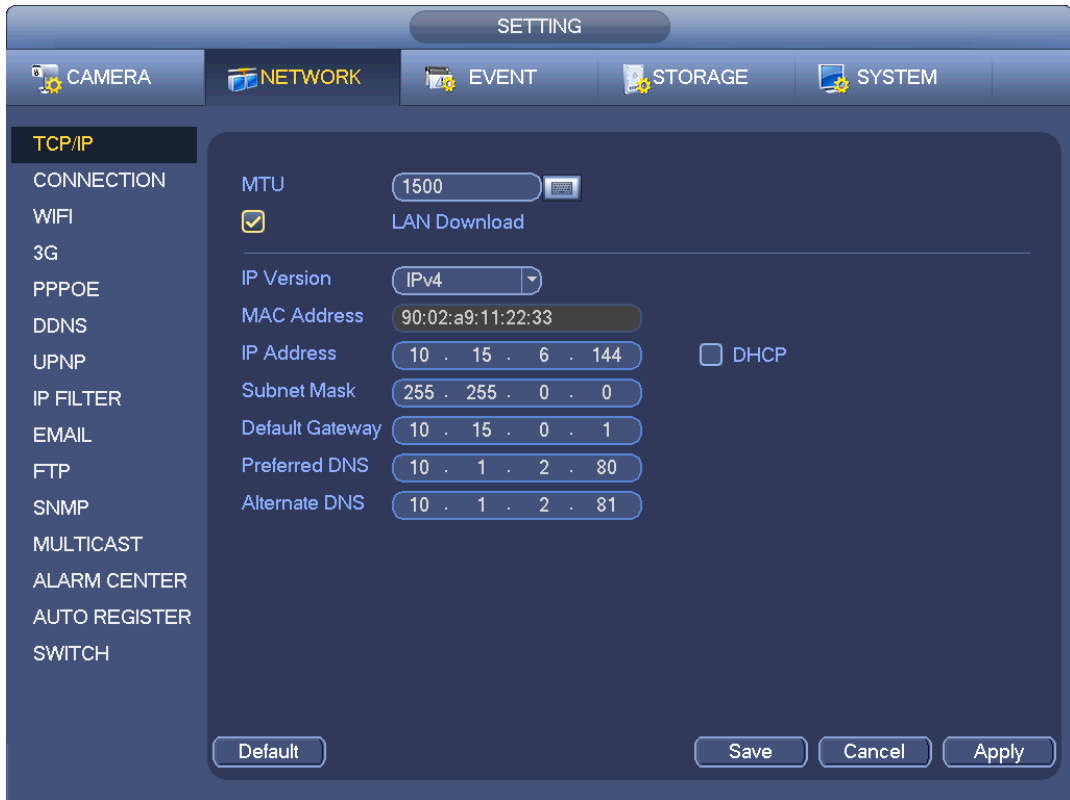 SETTING
CAMERA NETWORK EVENT STORAGE SYSTEM
TCP/IP
CONNECTION
WIFI
3G
PPPOE
DDNS
UPNP
IP FILTER
EMAIL
FTP
SNMP
MULTICAST
ALARM CENTER
AUTO REGISTER
SWITCH
MTU 1500
LAN Download
IP Version IPv4
MAC Address 90:02:a9:11:22:33
IP Address 10 . 15 . 6 . 144 DHCP
Subnet Mask 255 . 255 . 0 . 0
Default Gateway 10 . 15 . 0 . 1
Preferred DNS 10 . 1 . 2 . 80
Alternate DNS 10 . 1 . 2 . 81
Default Save Cancel Apply